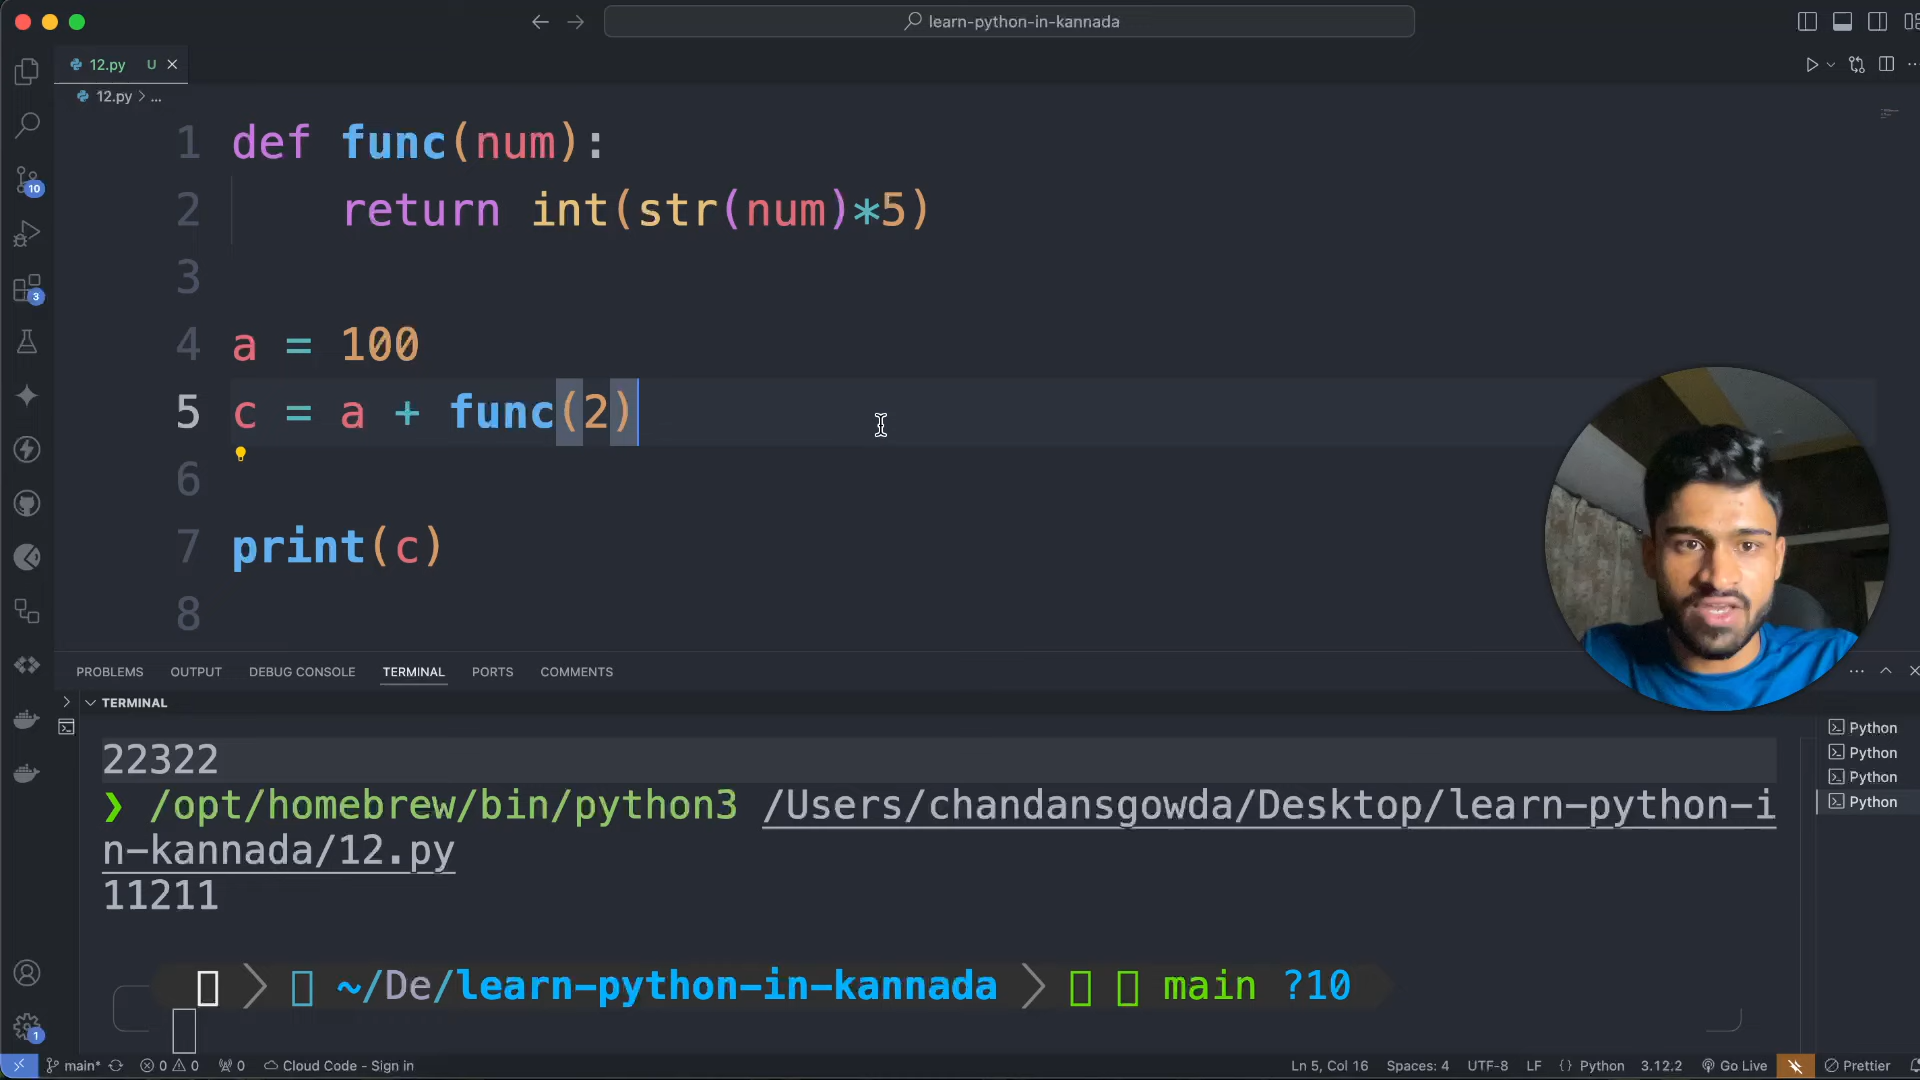 learn-python-in-kannada
12.py U
12.py > ...
1 def func(num):
2 return int(str(num)*5)
3
4 a = 100
5 c = a + func(2)
6
7 print(c)
8
10
3
PROBLEMS OUTPUT DEBUG CONSOLE TERMINAL PORTS COMMENTS
TERMINAL
22322
❯ /opt/homebrew/bin/python3 /Users/chandansgowda/Desktop/learn-python-i
n-kannada/12.py
11211
~/De/learn-python-in-kannada main ?10
Python
Python
Python
Python
1
main* 0 0 0 Cloud Code - Sign in Ln 5, Col 16 Spaces: 4 UTF-8 LF {} Python 3.12.2 Go Live Prettier